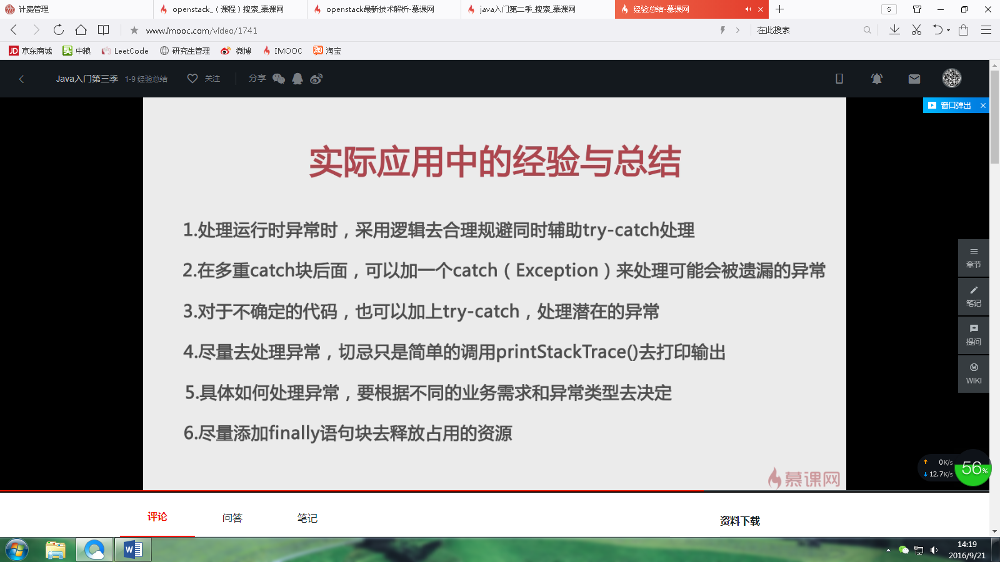 计费管理
openstack_（课程）搜索_慕课网
openstack最新技术解析-慕课网
java入门第二季_搜索_慕课网
经验总结-慕课网
5
www.imooc.com/video/1741
在此搜索
JD 京东商城
买 中粮
LeetCode
研究生管理
微博
IMOOC
淘 淘宝
Java入门第三季 1-9 经验总结
关注
分享
窗口弹出
实际应用中的经验与总结
1.处理运行时异常时，采用逻辑去合理规避同时辅助try-catch处理
2.在多重catch块后面，可以加一个catch（Exception）来处理可能会被遗漏的异常
3.对于不确定的代码，也可以加上try-catch，处理潜在的异常
4.尽量去处理异常，切忌只是简单的调用printStackTrace()去打印输出
5.具体如何处理异常，要根据不同的业务需求和异常类型去决定
6.尽量添加finally语句块去释放占用的资源
慕课网
章节
笔记
提问
WIKI
0K/s
12.7K/s
56%
评论
问答
笔记
资料下载
W
14:19
2016/9/21